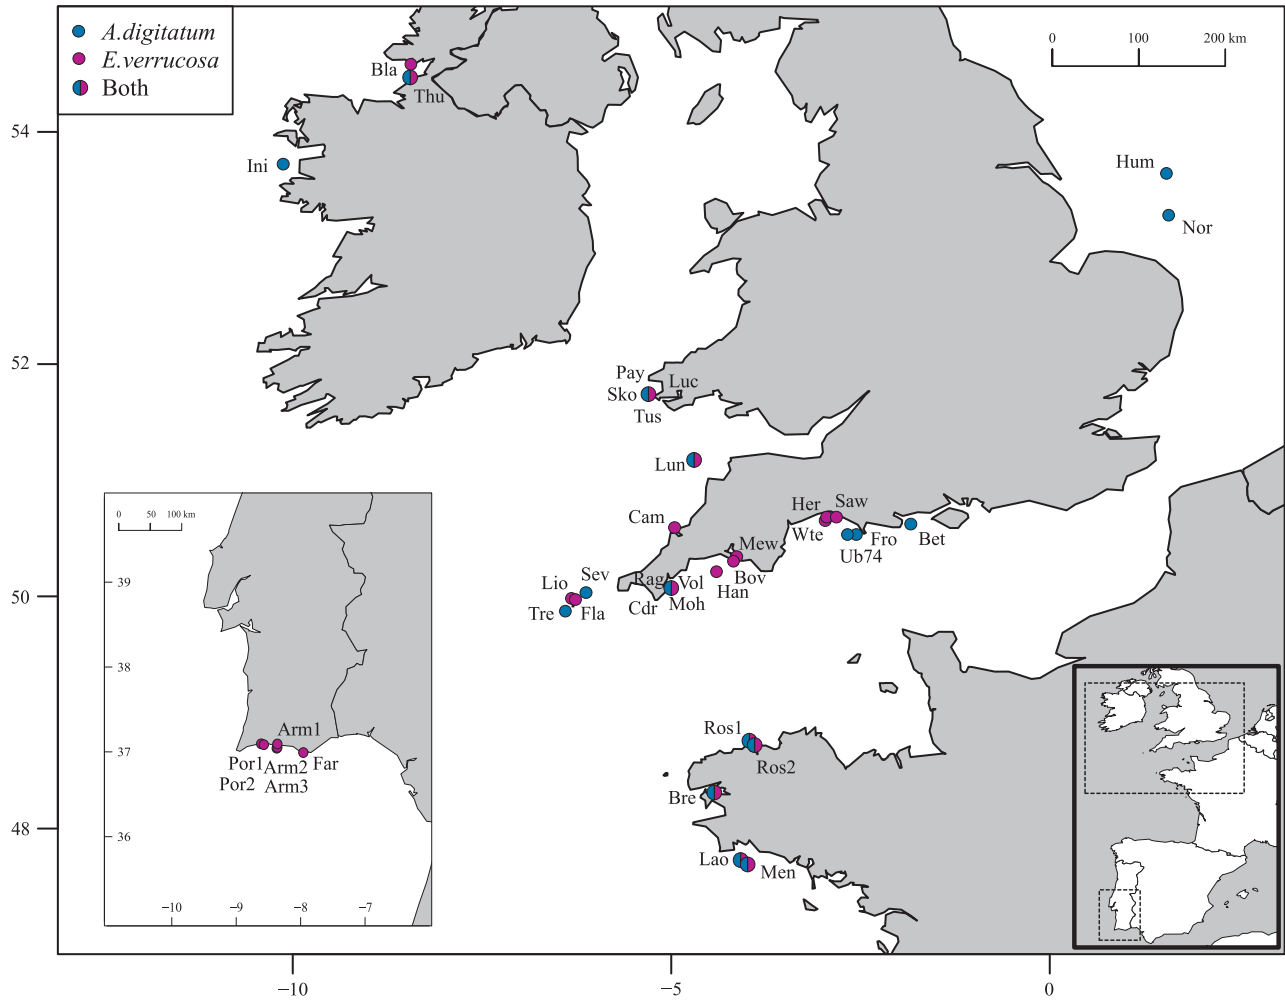 A.digitatum
E.verrucosa
Both
0 100 200 km
Bla
Thu
54
Ini
Hum
Nor
52
Pay
Luc
Sko
Tus
Lun
Cam
Her Saw
Wte
Fro
Bet
Ub74
Mew
Bov
Han
Sev
Lio
Rag Vol
Cdr
Moh
Tre
Fla
50
0 50 100 km
39
38
37
36
Arm1
Por1
Arm2
Far
Por2
Arm3
−10 −9 −8 −7
Ros1
Ros2
Bre
48
Lao
Men
−10 −5 0